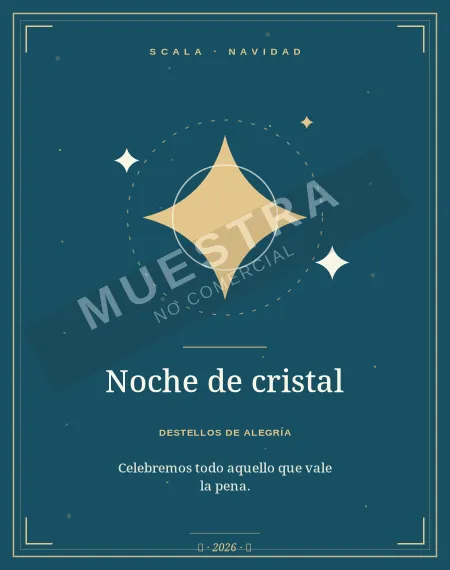 SCALA · NAVIDAD
MUESTRA
NO COMERCIAL
Noche de cristal
DESTELLOS DE ALEGRÍA
Celebremos todo aquello que vale
la pena.
· 2026 ·